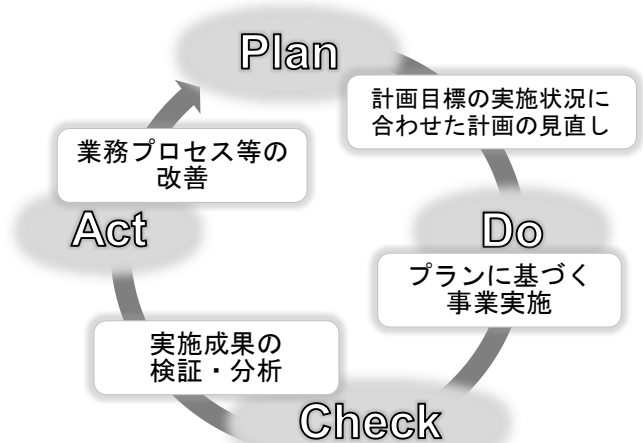 Plan
計画目標の実施状況に
合わせた計画の見直し
Do
プランに基づく
事業実施
Check
実施成果の
検証・分析
Act
業務プロセス等の
改善